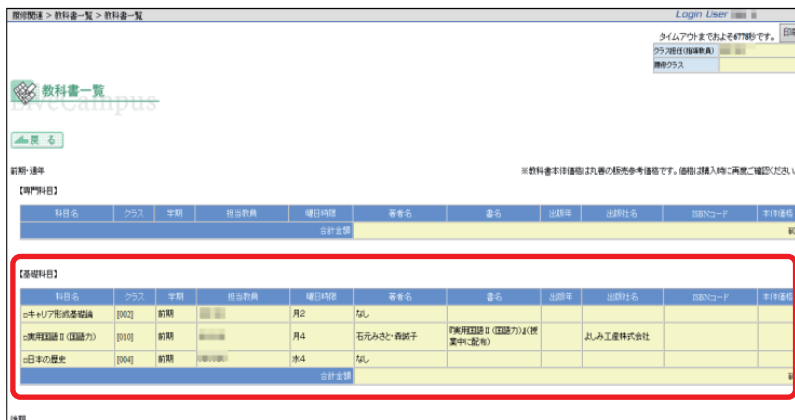 履修関連 > 教科書一覧 > 教科書一覧
Login User
タイムアウトまでおよそ6778秒です。
クラス担任(指導教員)
履修クラス
教科書一覧
LiveCampus
戻る
前期・通年
※教科書本体価格は丸善の販売参考価格です。価格は購入時に再度ご確認ください
【専門科目】
科目名 クラス 学期 担当教員 曜日時限 著者名 書名 出版年 出版社名 ISBNコード 本体価格
合計金額
【基礎科目】
科目名 クラス 学期 担当教員 曜日時限 著者名 書名 出版年 出版社名 ISBNコード 本体価格
□キャリア形成基礎論 [002] 前期 月2 なし
□実用国語Ⅱ(国語力) [010] 前期 月4 石元みさと・森誠子 『実用国語Ⅱ(国語力)』(授業中に配布) よしみ工産株式会社
□日本の歴史 [004] 前期 水4 なし
合計金額
後期